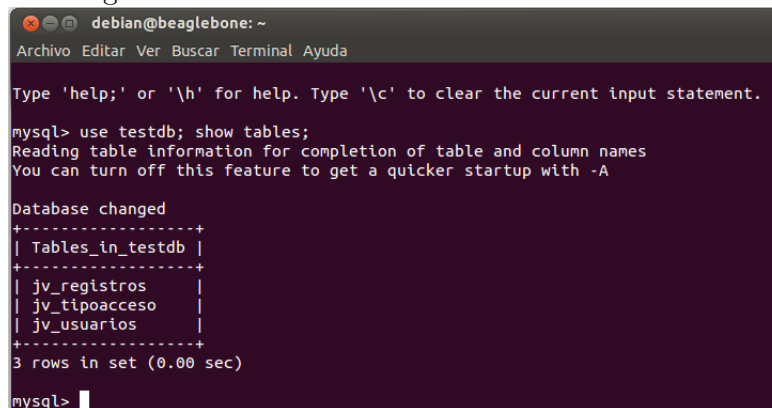 debian@beaglebone: ~
Archivo Editar Ver Buscar Terminal Ayuda
Type 'help;' or '\h' for help. Type '\c' to clear the current input statement.
mysql> use testdb; show tables;
Reading table information for completion of table and column names
You can turn off this feature to get a quicker startup with -A
Database changed
+------------------+
| Tables_in_testdb |
+------------------+
| jv_registros     |
| jv_tipoacceso    |
| jv_usuarios      |
+------------------+
3 rows in set (0.00 sec)
mysql>